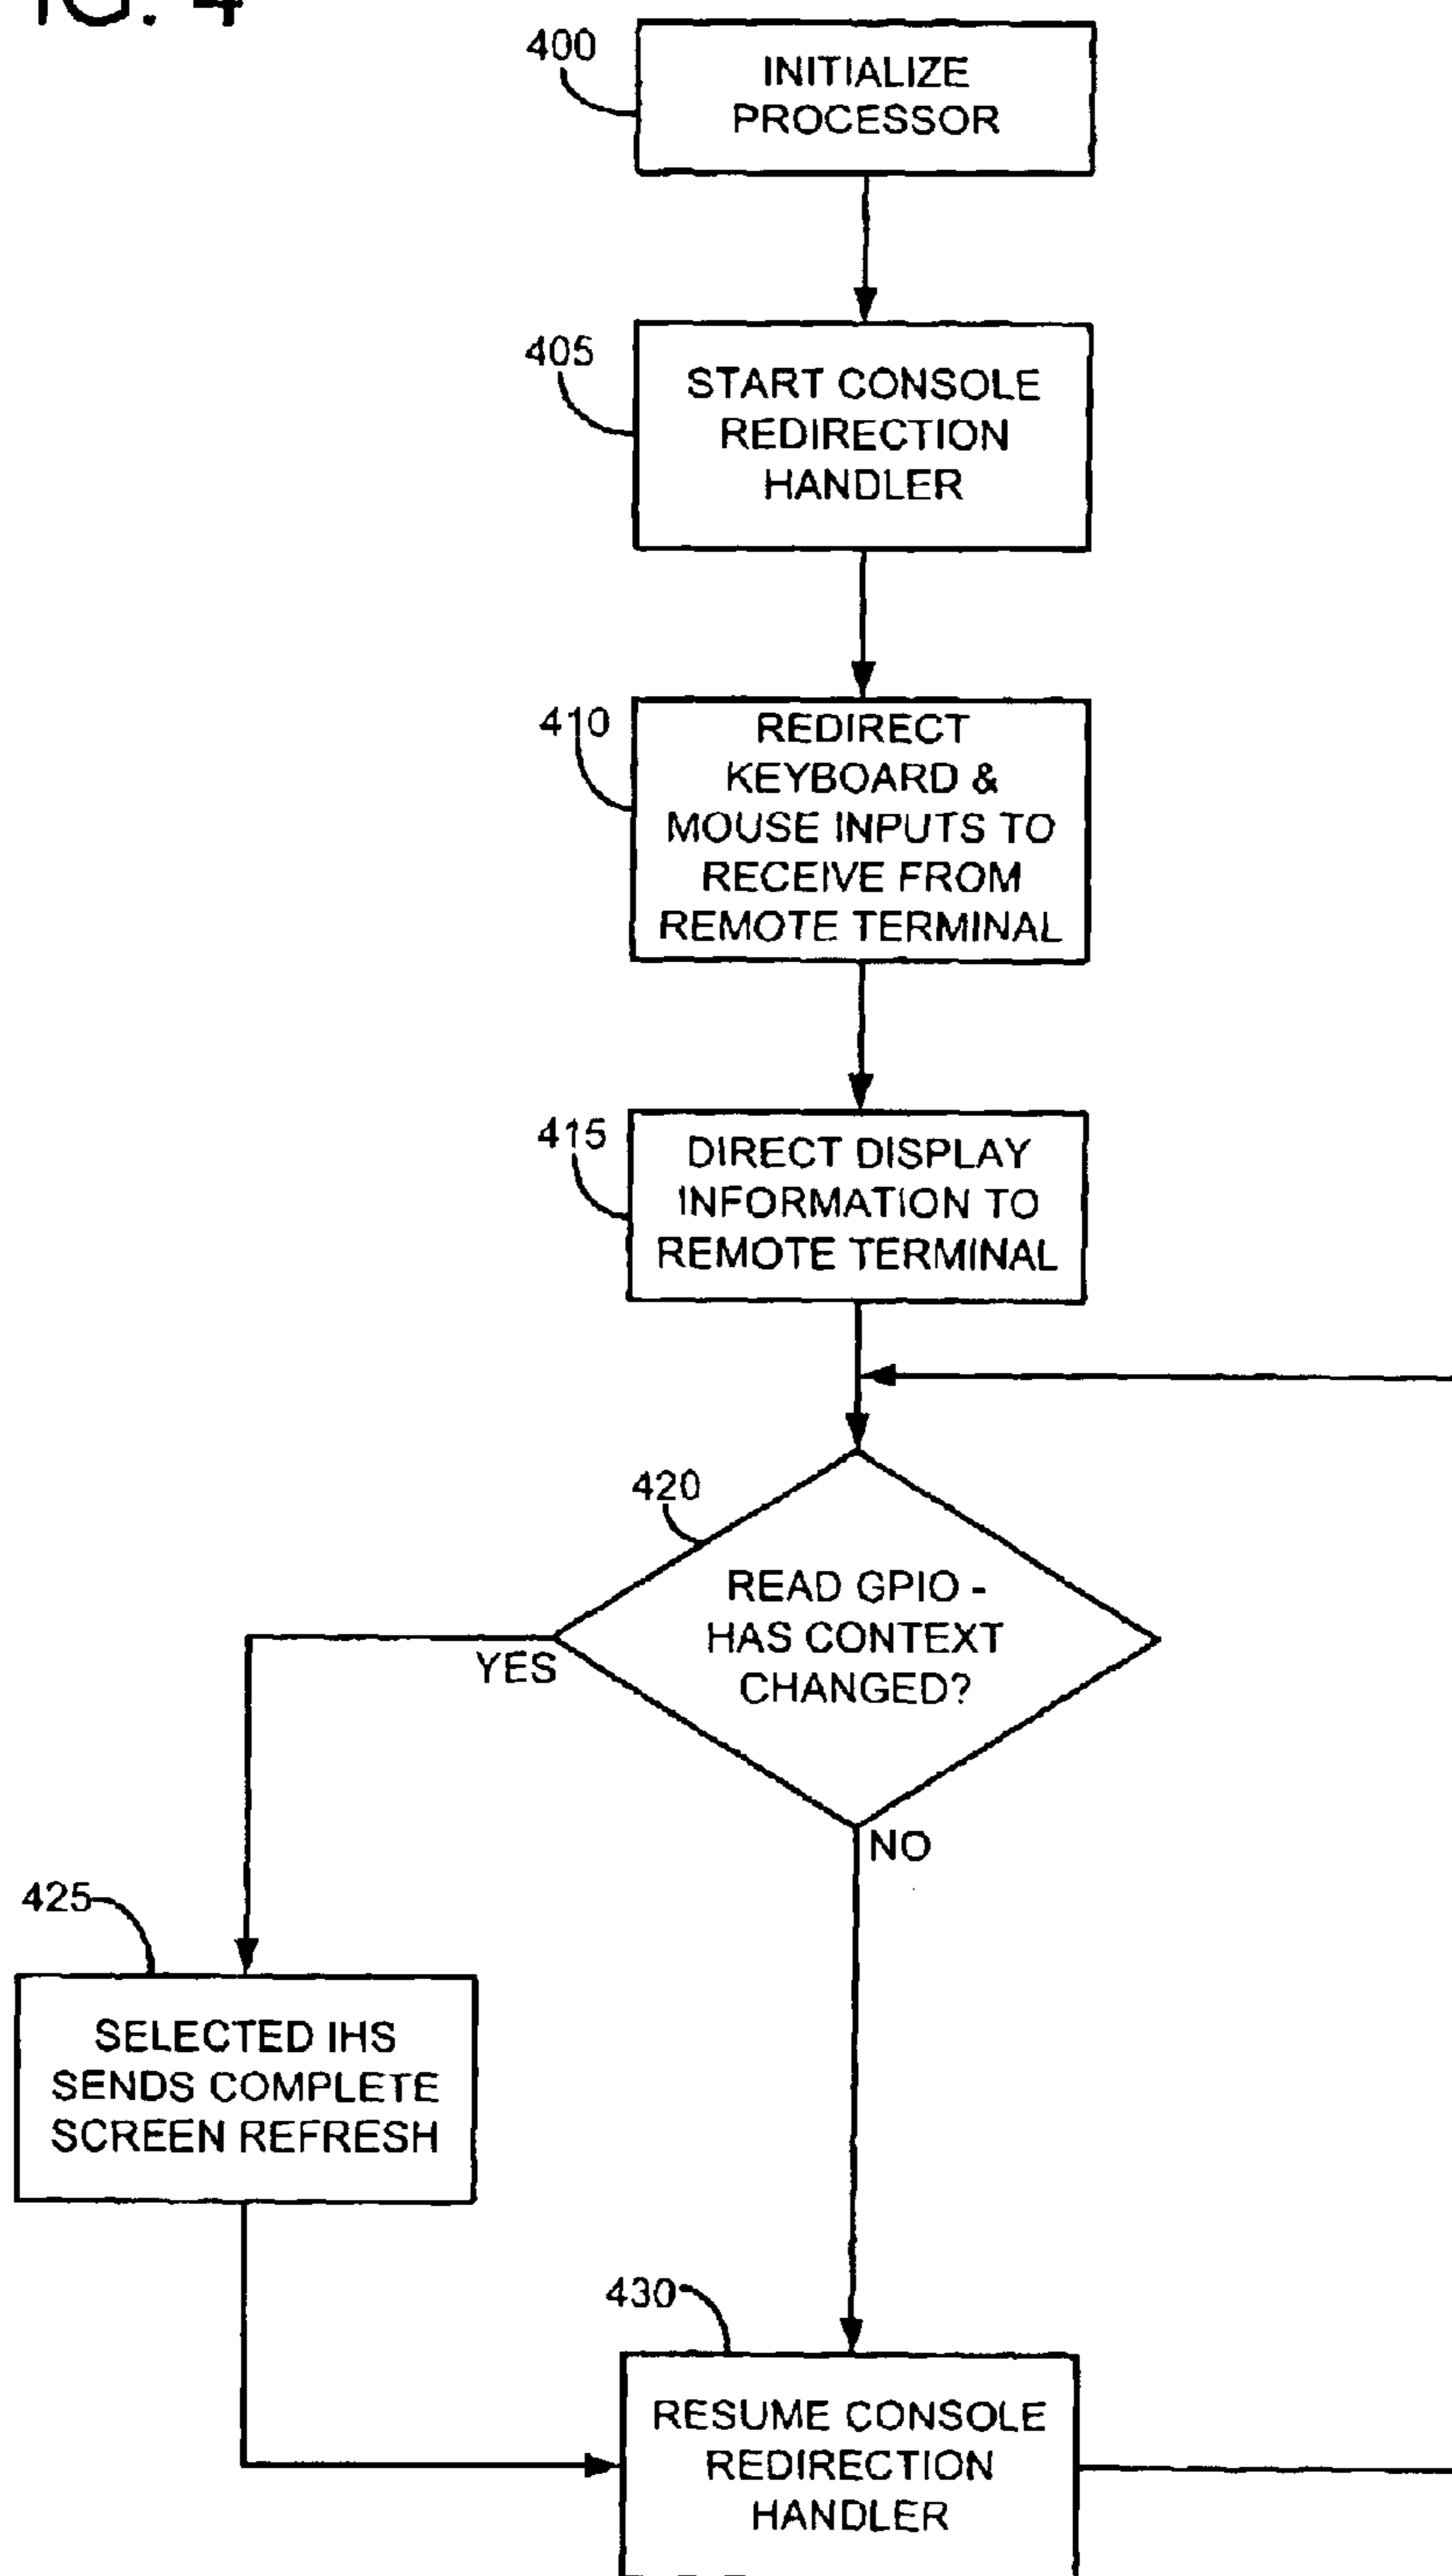 FIG. 4
400
INITIALIZE
PROCESSOR
405
START CONSOLE
REDIRECTION
HANDLER
410
REDIRECT
KEYBOARD &
MOUSE INPUTS TO
RECEIVE FROM
REMOTE TERMINAL
415
DIRECT DISPLAY
INFORMATION TO
REMOTE TERMINAL
420
READ GPIO -
HAS CONTEXT
CHANGED?
YES
NO
425
SELECTED IHS
SENDS COMPLETE
SCREEN REFRESH
430
RESUME CONSOLE
REDIRECTION
HANDLER